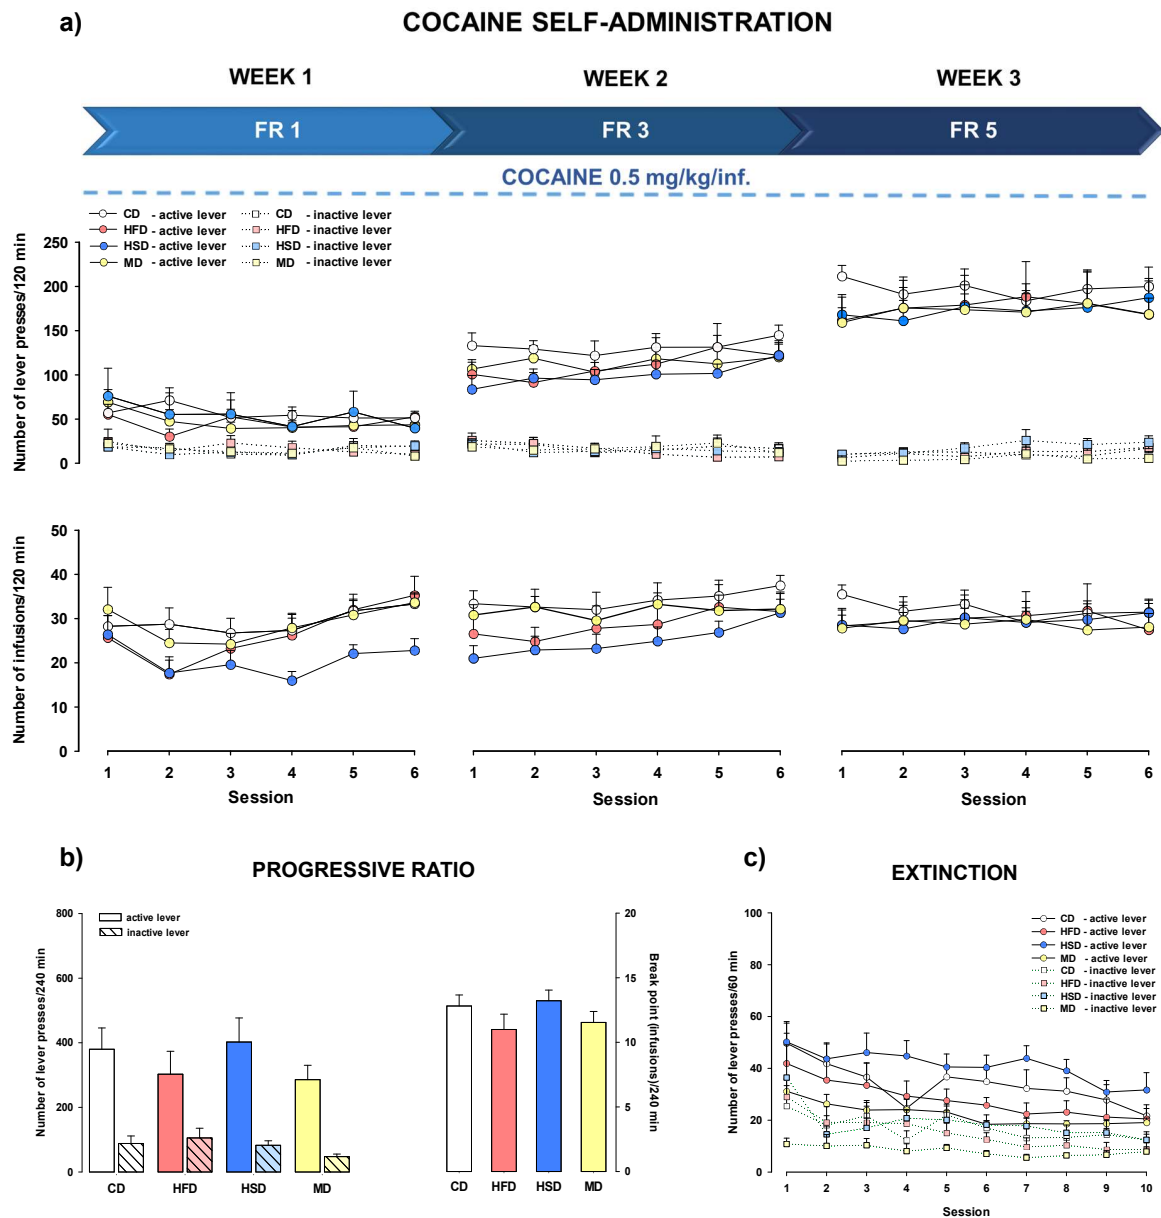 a)
COCAINE SELF-ADMINISTRATION
WEEK 1
WEEK 2
WEEK 3
FR 1
FR 3
FR 5
COCAINE 0.5 mg/kg/inf.
CD - active lever
HFD - active lever
HSD - active lever
MD - active lever
CD - inactive lever
HFD - inactive lever
HSD - inactive lever
MD - inactive lever
Number of lever presses/120 min
250
200
150
100
50
0
Number of infusions/120 min
50
40
30
20
10
0
1 2 3 4 5 6
Session
1 2 3 4 5 6
Session
1 2 3 4 5 6
Session
b)
PROGRESSIVE RATIO
active lever
inactive lever
Number of lever presses/240 min
800
600
400
200
0
CD HFD HSD MD
Break point (infusions)/240 min
20
15
10
5
0
CD HFD HSD MD
c)
EXTINCTION
CD - active lever
HFD - active lever
HSD - active lever
MD - active lever
CD - inactive lever
HFD - inactive lever
HSD - inactive lever
MD - inactive lever
Number of lever presses/60 min
100
80
60
40
20
0
1 2 3 4 5 6 7 8 9 10
Session